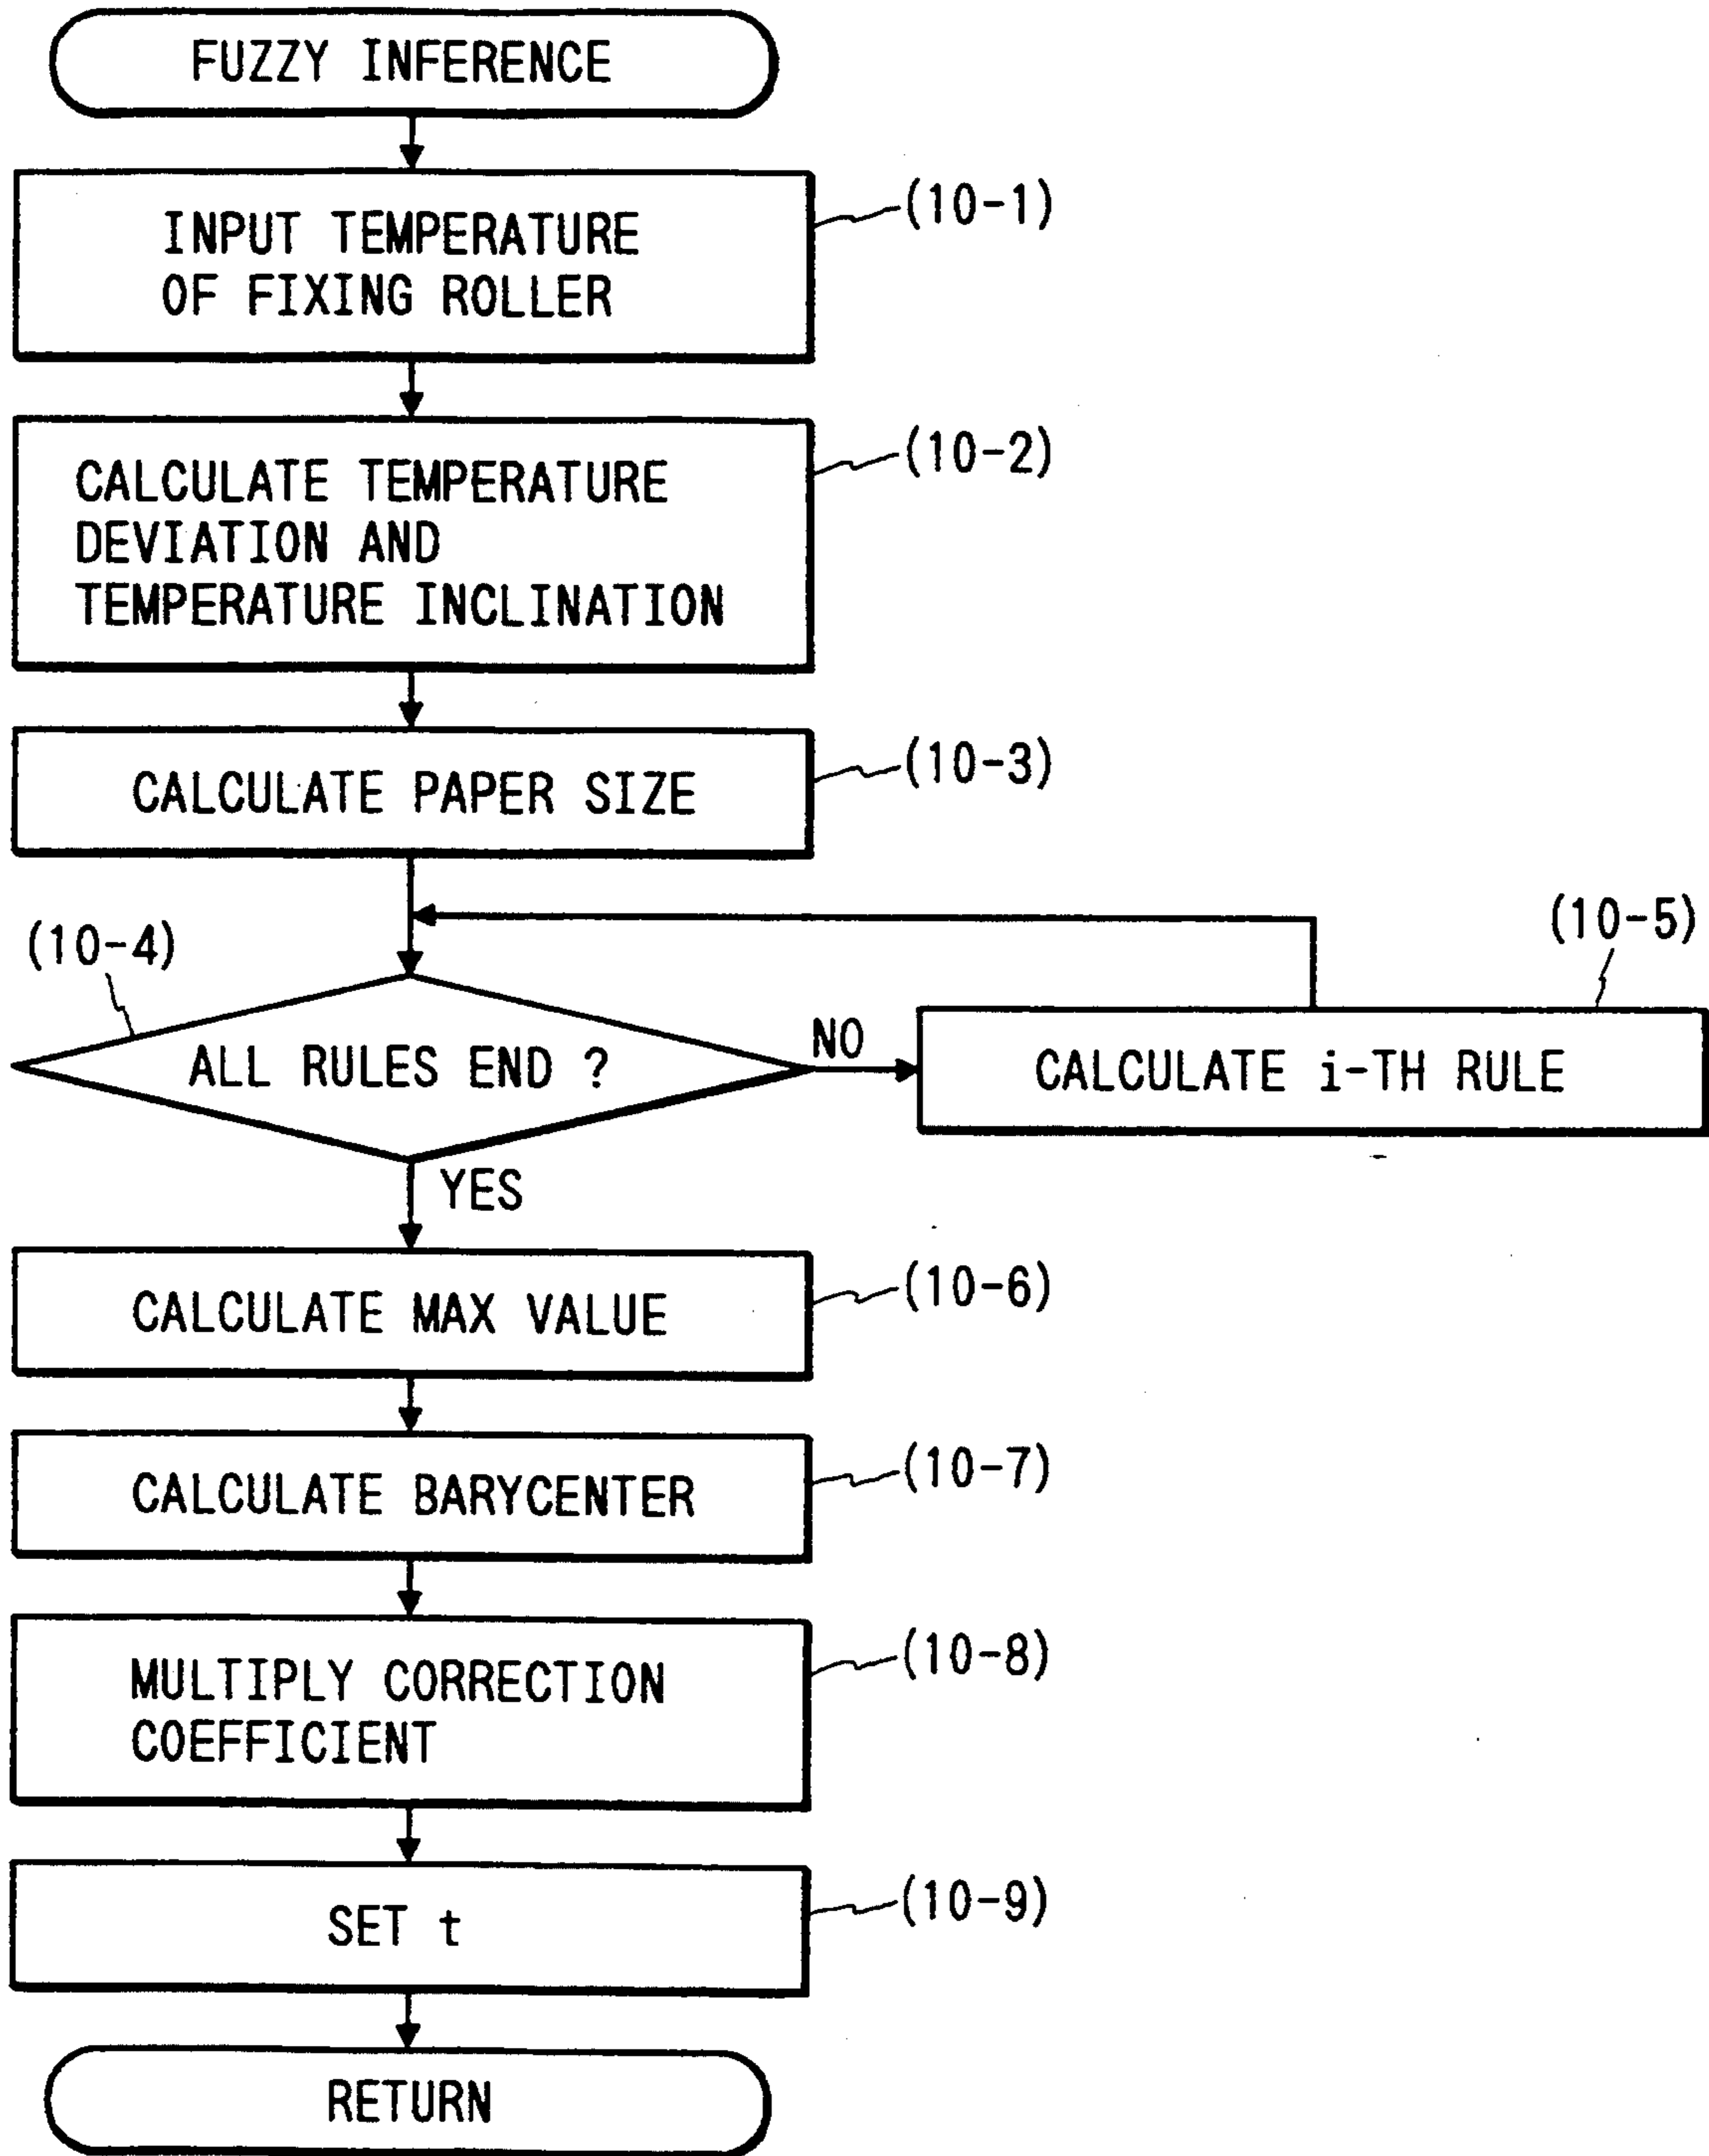 FUZZY INFERENCE
(10-1)
INPUT TEMPERATURE
OF FIXING ROLLER
(10-2)
CALCULATE TEMPERATURE
DEVIATION AND
TEMPERATURE INCLINATION
(10-3)
CALCULATE PAPER SIZE
(10-4)
(10-5)
ALL RULES END ?
NO
CALCULATE i-TH RULE
YES
(10-6)
CALCULATE MAX VALUE
(10-7)
CALCULATE BARYCENTER
(10-8)
MULTIPLY CORRECTION
COEFFICIENT
(10-9)
SET t
RETURN